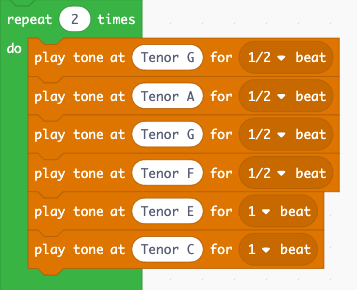 repeat 2 times
do
play tone at Tenor G for 1/2 beat
play tone at Tenor A for 1/2 beat
play tone at Tenor G for 1/2 beat
play tone at Tenor F for 1/2 beat
play tone at Tenor E for 1 beat
play tone at Tenor C for 1 beat